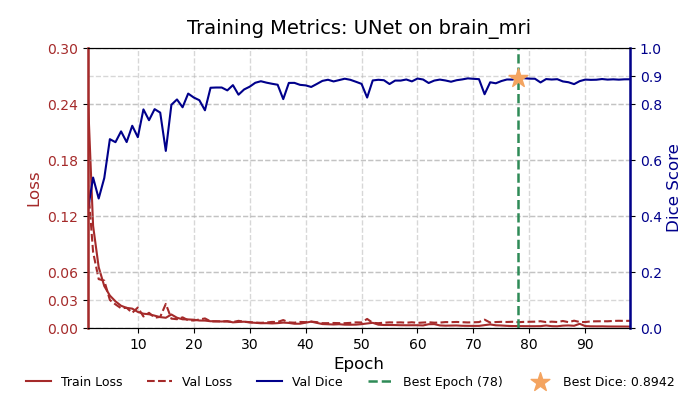 Training Metrics: UNet on brain_mri
0.30
0.24
0.18
0.12
0.06
0.03
0.00
Loss
1.0
0.9
0.8
0.6
0.4
0.2
0.0
Dice Score
10 20 30 40 50 60 70 80 90
Epoch
Train Loss Val Loss Val Dice Best Epoch (78) Best Dice: 0.8942